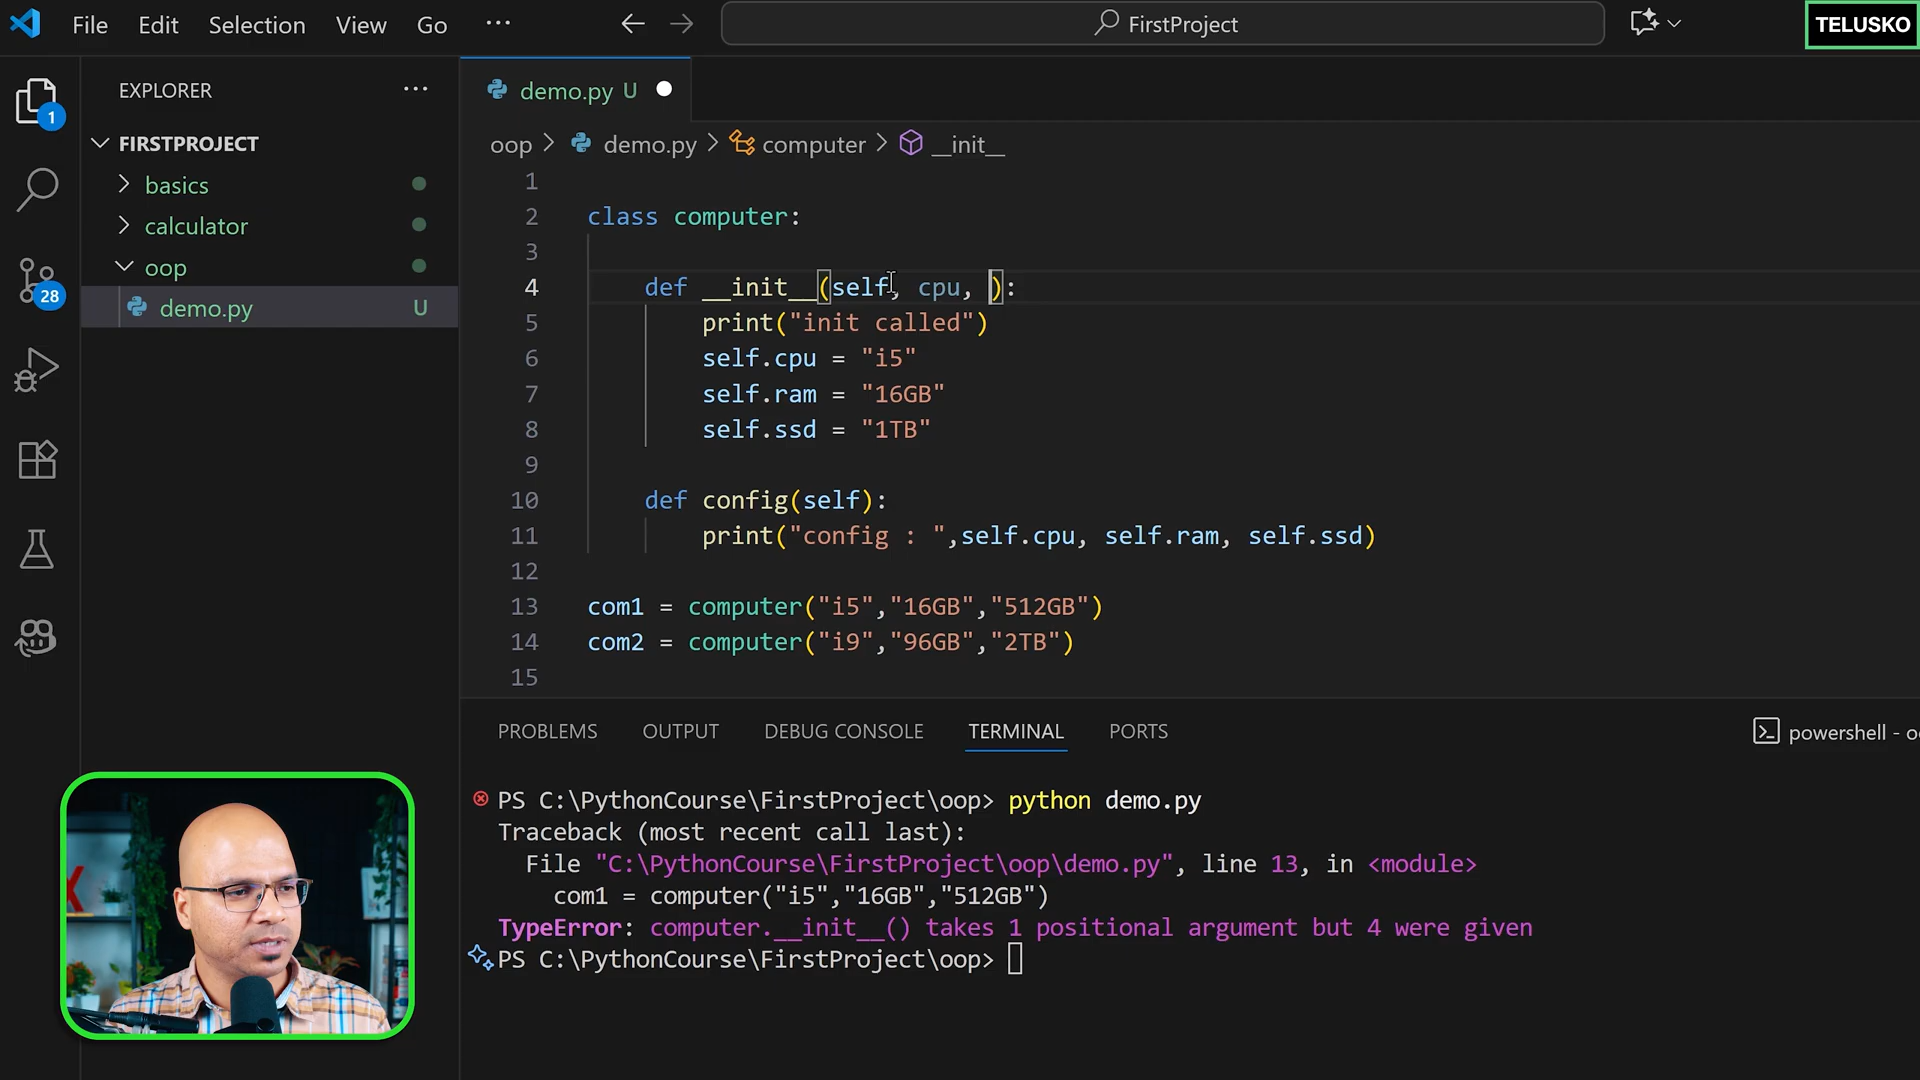 File Edit Selection View Go ··· FirstProject TELUSKO
EXPLORER ···
FIRSTPROJECT
basics
calculator
oop
demo.py U
1
28
demo.py U
oop > demo.py > computer > __init__
1
2 class computer:
3
4 def __init__(self, cpu, ):
5 print("init called")
6 self.cpu = "i5"
7 self.ram = "16GB"
8 self.ssd = "1TB"
9
10 def config(self):
11 print("config : ",self.cpu, self.ram, self.ssd)
12
13 com1 = computer("i5","16GB","512GB")
14 com2 = computer("i9","96GB","2TB")
15
PROBLEMS OUTPUT DEBUG CONSOLE TERMINAL PORTS powershell -
PS C:\PythonCourse\FirstProject\oop> python demo.py
Traceback (most recent call last):
File "C:\PythonCourse\FirstProject\oop\demo.py", line 13, in <module>
com1 = computer("i5","16GB","512GB")
TypeError: computer.__init__() takes 1 positional argument but 4 were given
PS C:\PythonCourse\FirstProject\oop>